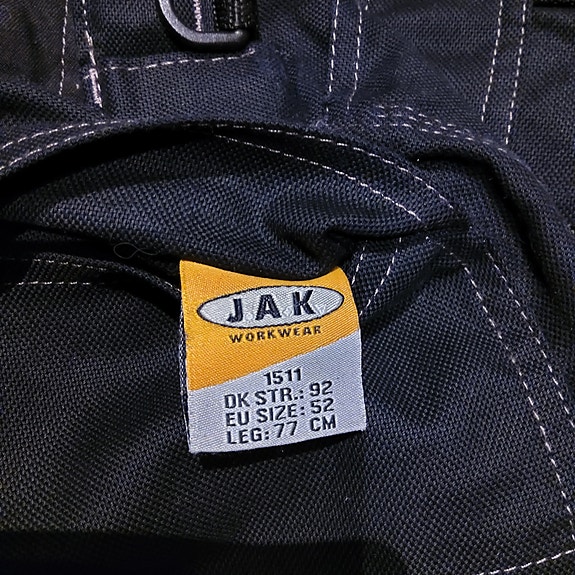 JAK
WORKWEAR
1511
DK STR.: 92
EU SIZE: 52
LEG: 77 CM